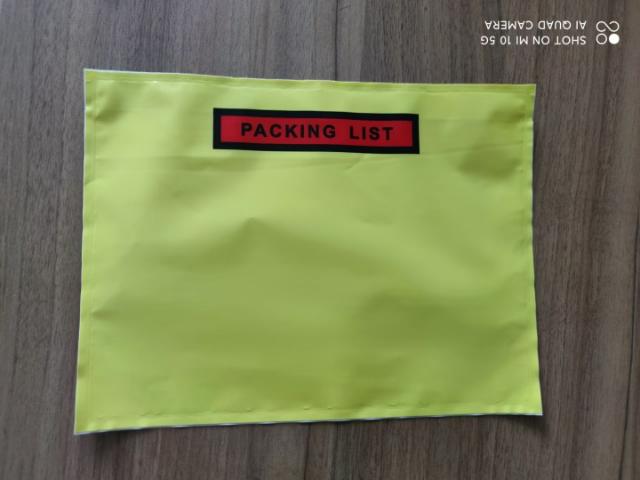 PACKING LIST
SHOT ON MI 10 5G
AI QUAD CAMERA